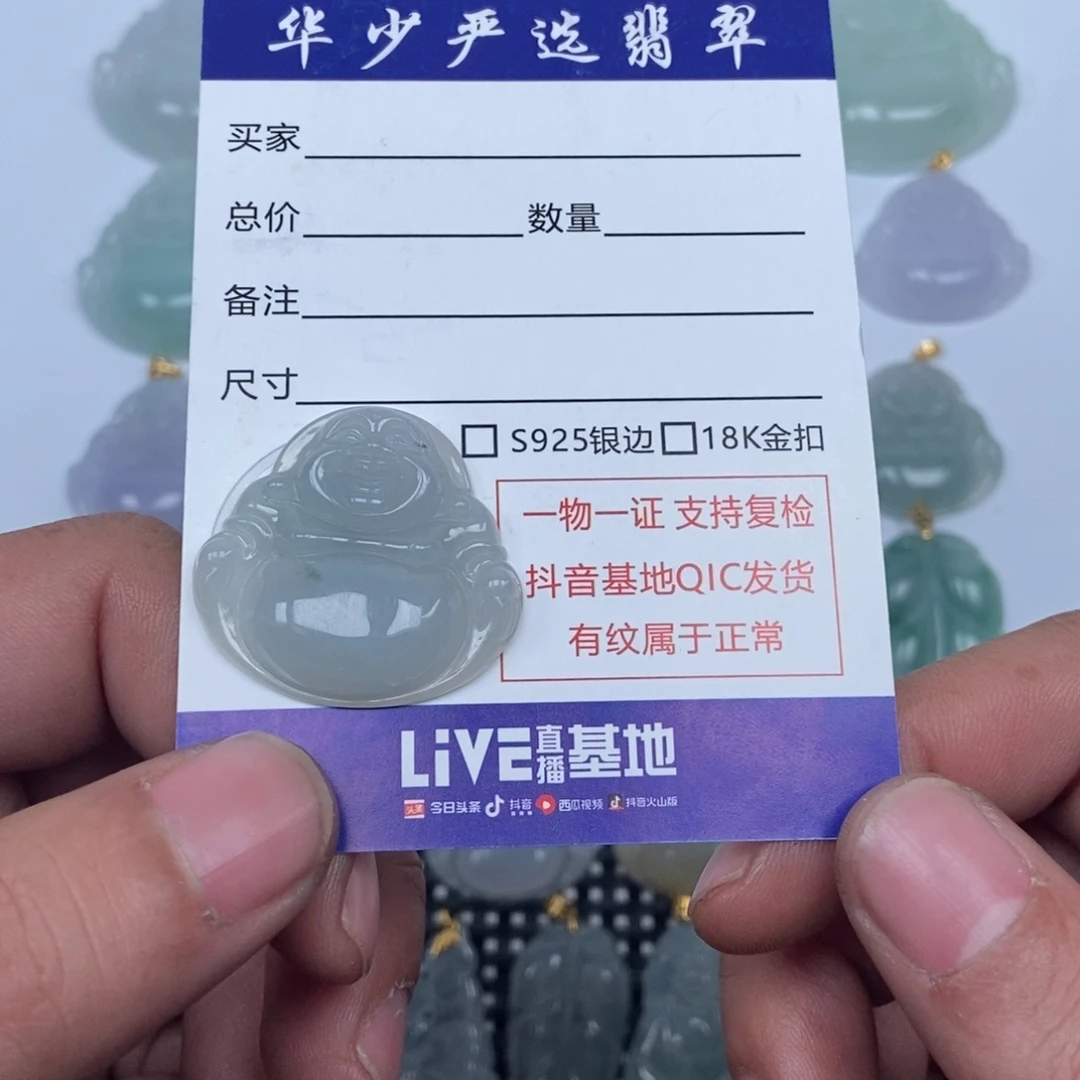 华少严选翡翠
买家
总价 数量
备注
尺寸
S925银边 18K金扣
一物一证 支持复检
抖音基地QIC发货
有纹属于正常
LiVE直播基地
头条 今日头条 抖音 西瓜视频 抖音火山版